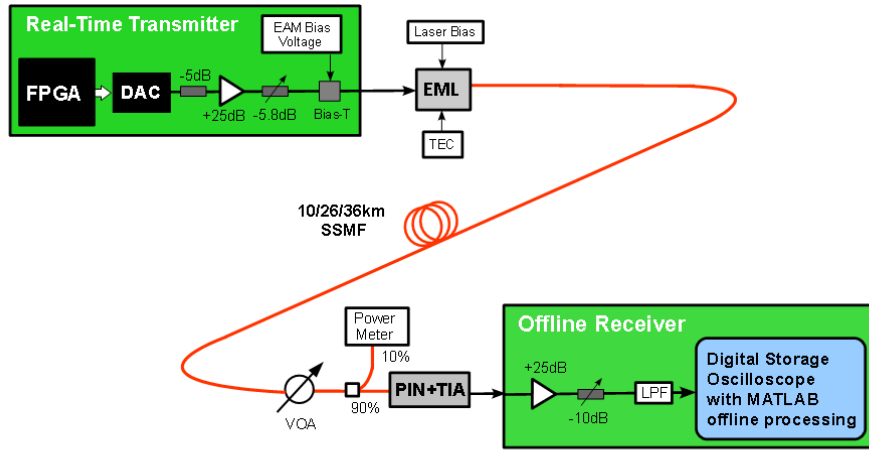 Real-Time Transmitter
EAM Bias
Voltage
Laser Bias
FPGA
DAC
-5dB
+25dB
-5.8dB
Bias-T
EML
TEC
10/26/36km
SSMF
Power
Meter
10%
90%
VOA
PIN+TIA
Offline Receiver
+25dB
-10dB
LPF
Digital Storage
Oscilloscope
with MATLAB
offline processing